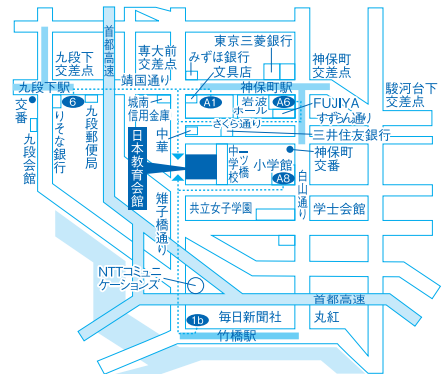 首都高速
九段下
交差点
専大前
交差点
東京三菱銀行
みずほ銀行
文具店
神保町
交差点
靖国通り
九段下駅
神保町駅
駿河台下
交差点
6
A1
A6
城南
信用金庫
岩波
ホール
FUJIYA
すずらん通り
さくら通り
交番
九段会館
りそな銀行
九段郵便局
日本教育会館
中華
三井住友銀行
一ツ橋
中学校
小学館
神保町
交番
A8
白山通り
雉子橋通り
共立女子学園
学士会館
NTTコミュニ
ケーションズ
首都高速
1b
毎日新聞社
丸紅
竹橋駅